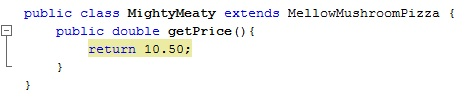 public class MightyMeaty extends MellowMushroomPizza {
    public double getPrice(){
        return 10.50;
    }
}